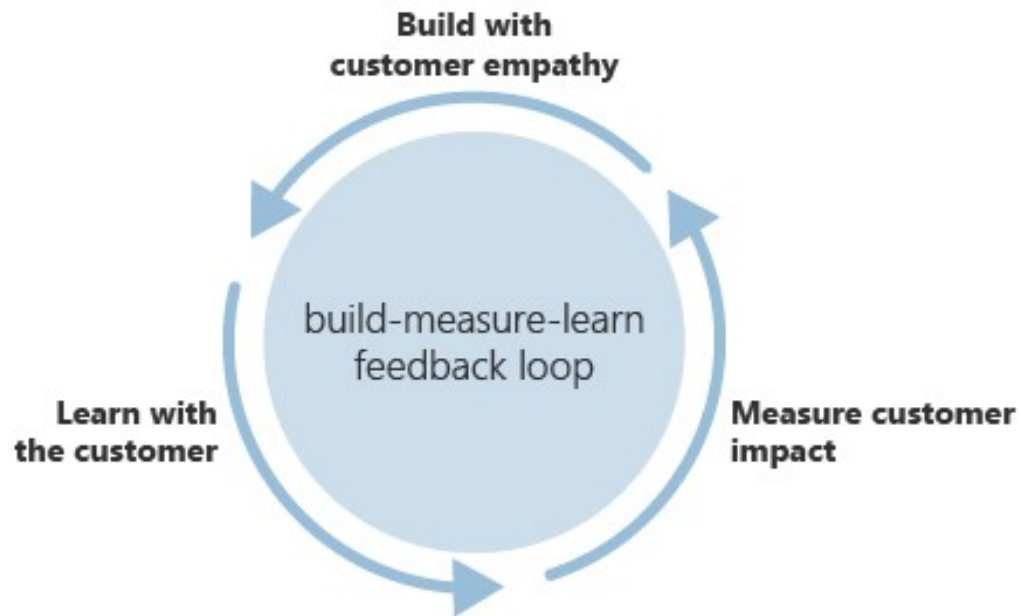 Build with
customer empathy
build-measure-learn
feedback loop
Learn with
the customer
Measure customer
impact